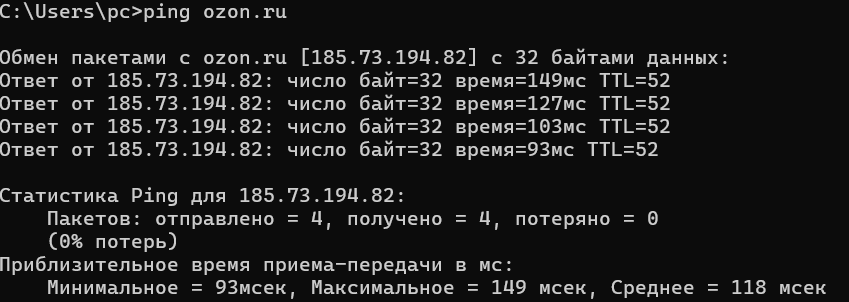 C:\Users\pc>ping ozon.ru
Обмен пакетами с ozon.ru [185.73.194.82] с 32 байтами данных:
Ответ от 185.73.194.82: число байт=32 время=149мс TTL=52
Ответ от 185.73.194.82: число байт=32 время=127мс TTL=52
Ответ от 185.73.194.82: число байт=32 время=103мс TTL=52
Ответ от 185.73.194.82: число байт=32 время=93мс TTL=52
Статистика Ping для 185.73.194.82:
Пакетов: отправлено = 4, получено = 4, потеряно = 0
(0% потерь)
Приблизительное время приема-передачи в мс:
Минимальное = 93мсек, Максимальное = 149 мсек, Среднее = 118 мсек